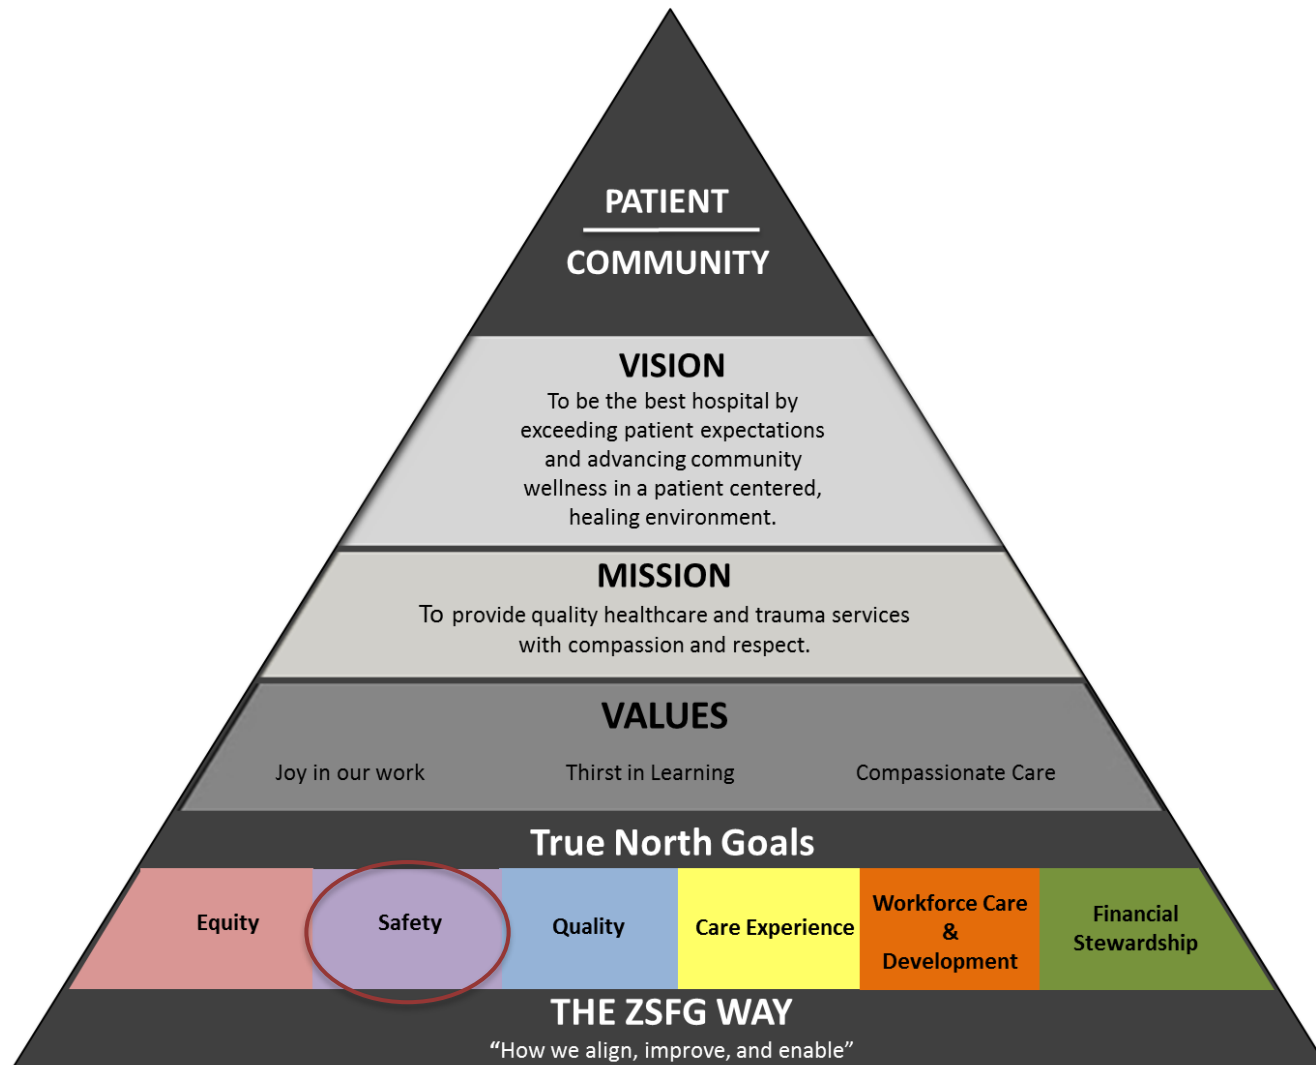 PATIENT
COMMUNITY
VISION
To be the best hospital by
exceeding patient expectations
and advancing community
wellness in a patient centered,
healing environment.
MISSION
To provide quality healthcare and trauma services
with compassion and respect.
VALUES
Joy in our work
Thirst in Learning
Compassionate Care
True North Goals
Equity
Safety
Quality
Care Experience
Workforce Care
&
Development
Financial
Stewardship
THE ZSFG WAY
“How we align, improve, and enable”